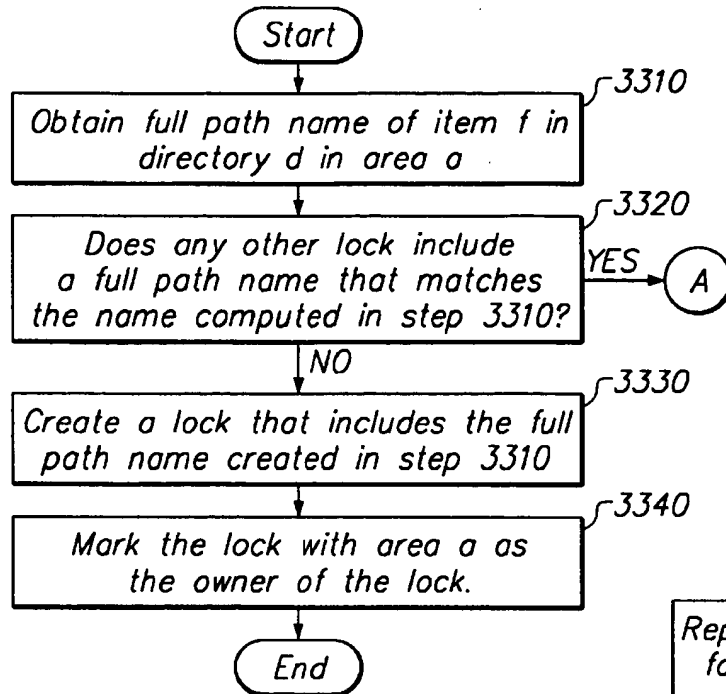 Start
3310
Obtain full path name of item f in
directory d in area a
3320
Does any other lock include
a full path name that matches
the name computed in step 3310?
YES
A
NO
3330
Create a lock that includes the full
path name created in step 3310
3340
Mark the lock with area a as
the owner of the lock.
End